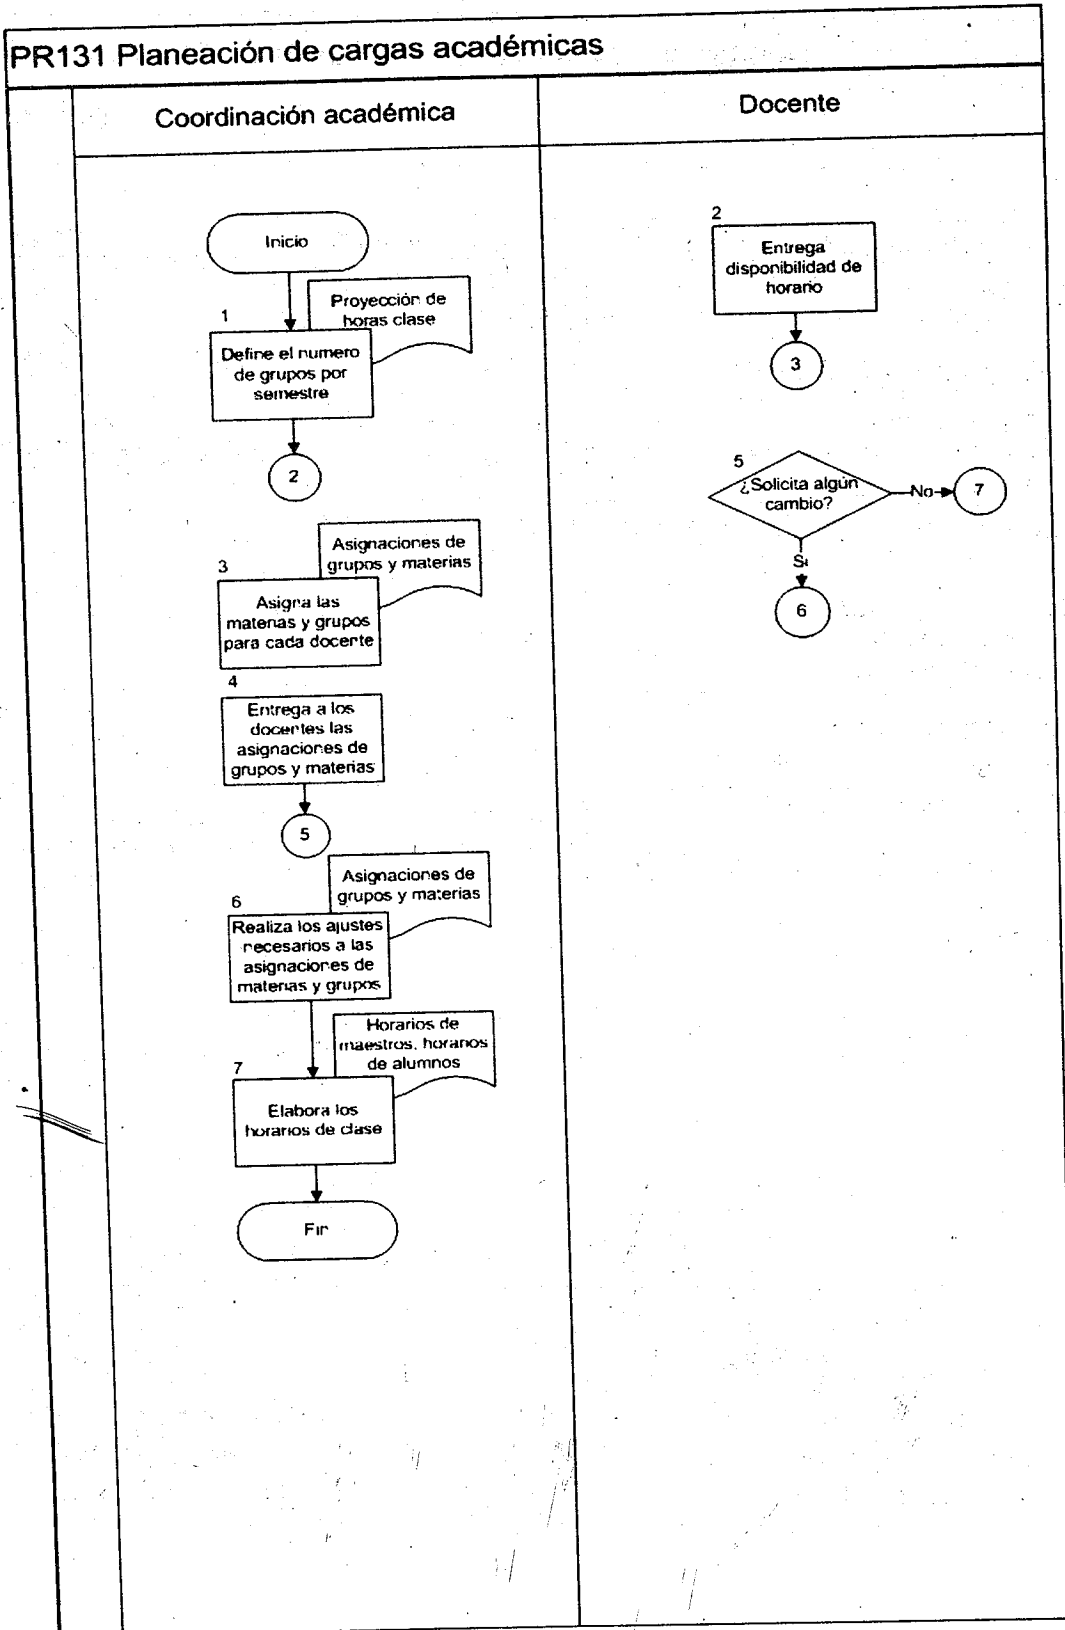 PR131 Planeación de cargas académicas
Coordinación académica
Docente
Inicio
Proyección de
horas clase
1
Define el numero
de grupos por
semestre
2
Asignaciones de
grupos y materias
3
Asigna las
materias y grupos
para cada docente
4
Entrega a los
docentes las
asignaciones de
grupos y materias
5
Asignaciones de
grupos y materias
6
Realiza los ajustes
necesarios a las
asignaciones de
materias y grupos
Horarios de
maestros, horarios
de alumnos
7
Elabora los
horarios de clase
Fin
2
Entrega
disponibilidad de
horario
3
5
¿Solicita algún
cambio?
No
7
Si
6